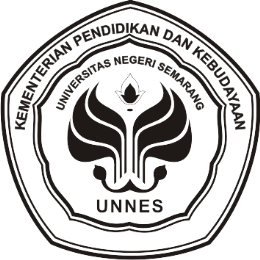 KEMENTERIAN PENDIDIKAN DAN KEBUDAYAAN
UNIVERSITAS NEGERI SEMARANG
UNNES